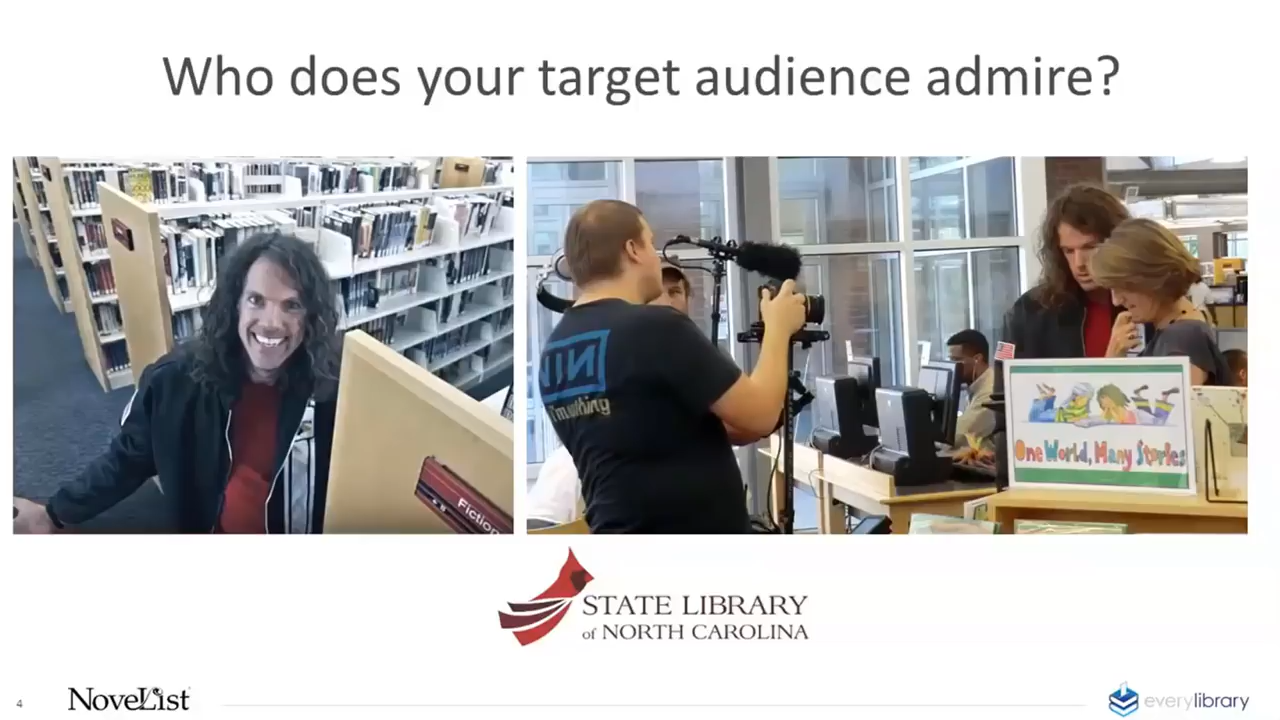 Who does your target audience admire?
Fiction
NIN
One World, Many Stories
STATE LIBRARY
of NORTH CAROLINA
4
NoveList
everylibrary